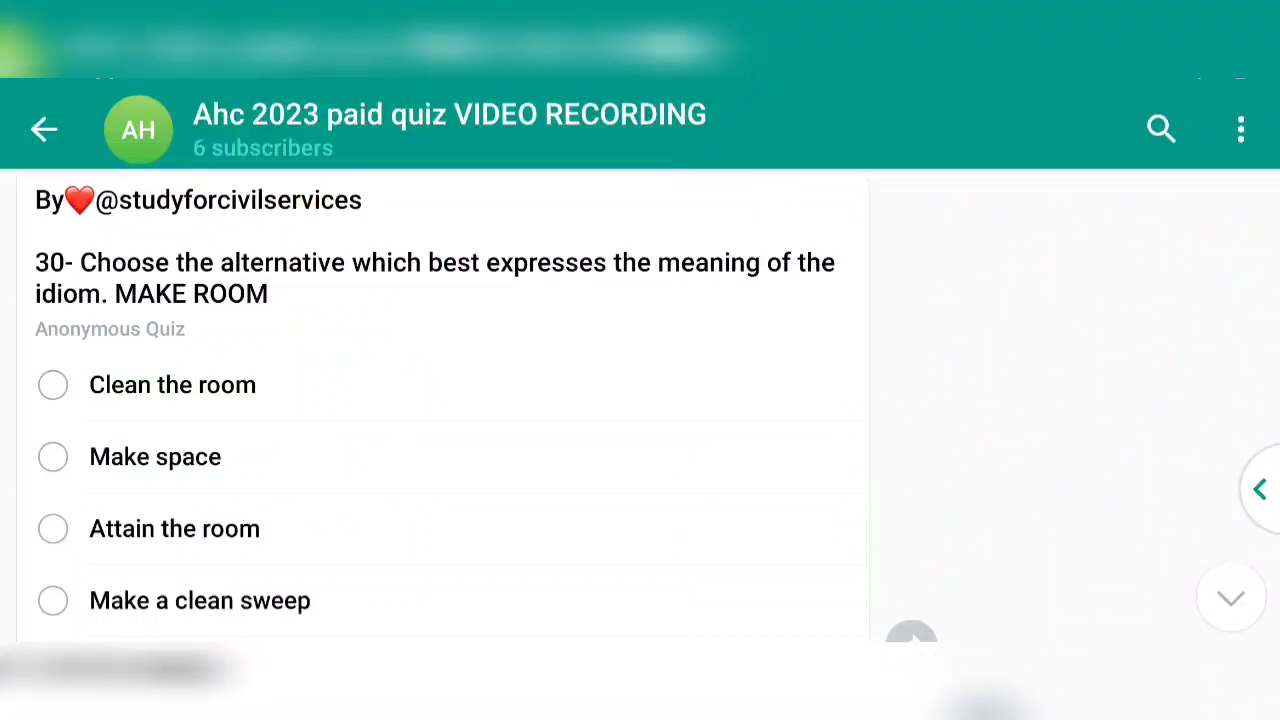 Ahc 2023 paid quiz VIDEO RECORDING
AH
6 subscribers
By❤️@studyforcivilservices
30- Choose the alternative which best expresses the meaning of the
idiom. MAKE ROOM
Anonymous Quiz
Clean the room
Make space
Attain the room
Make a clean sweep